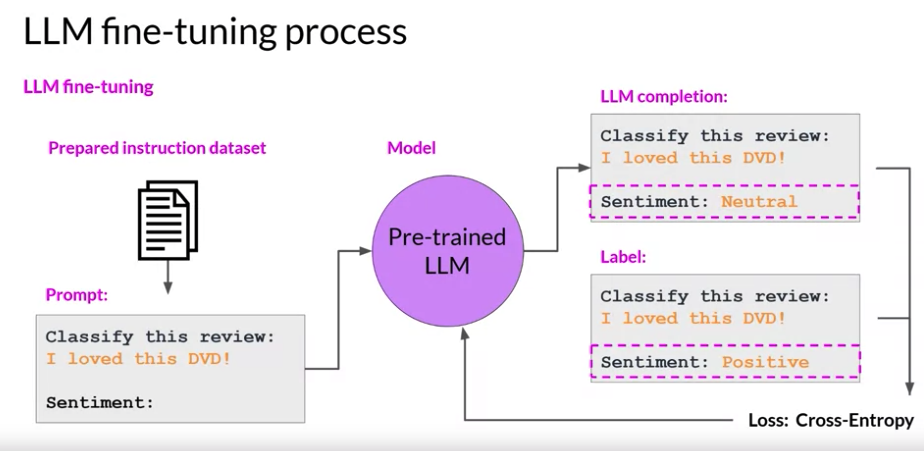 LLM fine-tuning process
LLM fine-tuning
Prepared instruction dataset
Prompt:
Classify this review:
I loved this DVD!
Sentiment:
Model
Pre-trained
LLM
LLM completion:
Classify this review:
I loved this DVD!
Sentiment: Neutral
Label:
Classify this review:
I loved this DVD!
Sentiment: Positive
Loss: Cross-Entropy